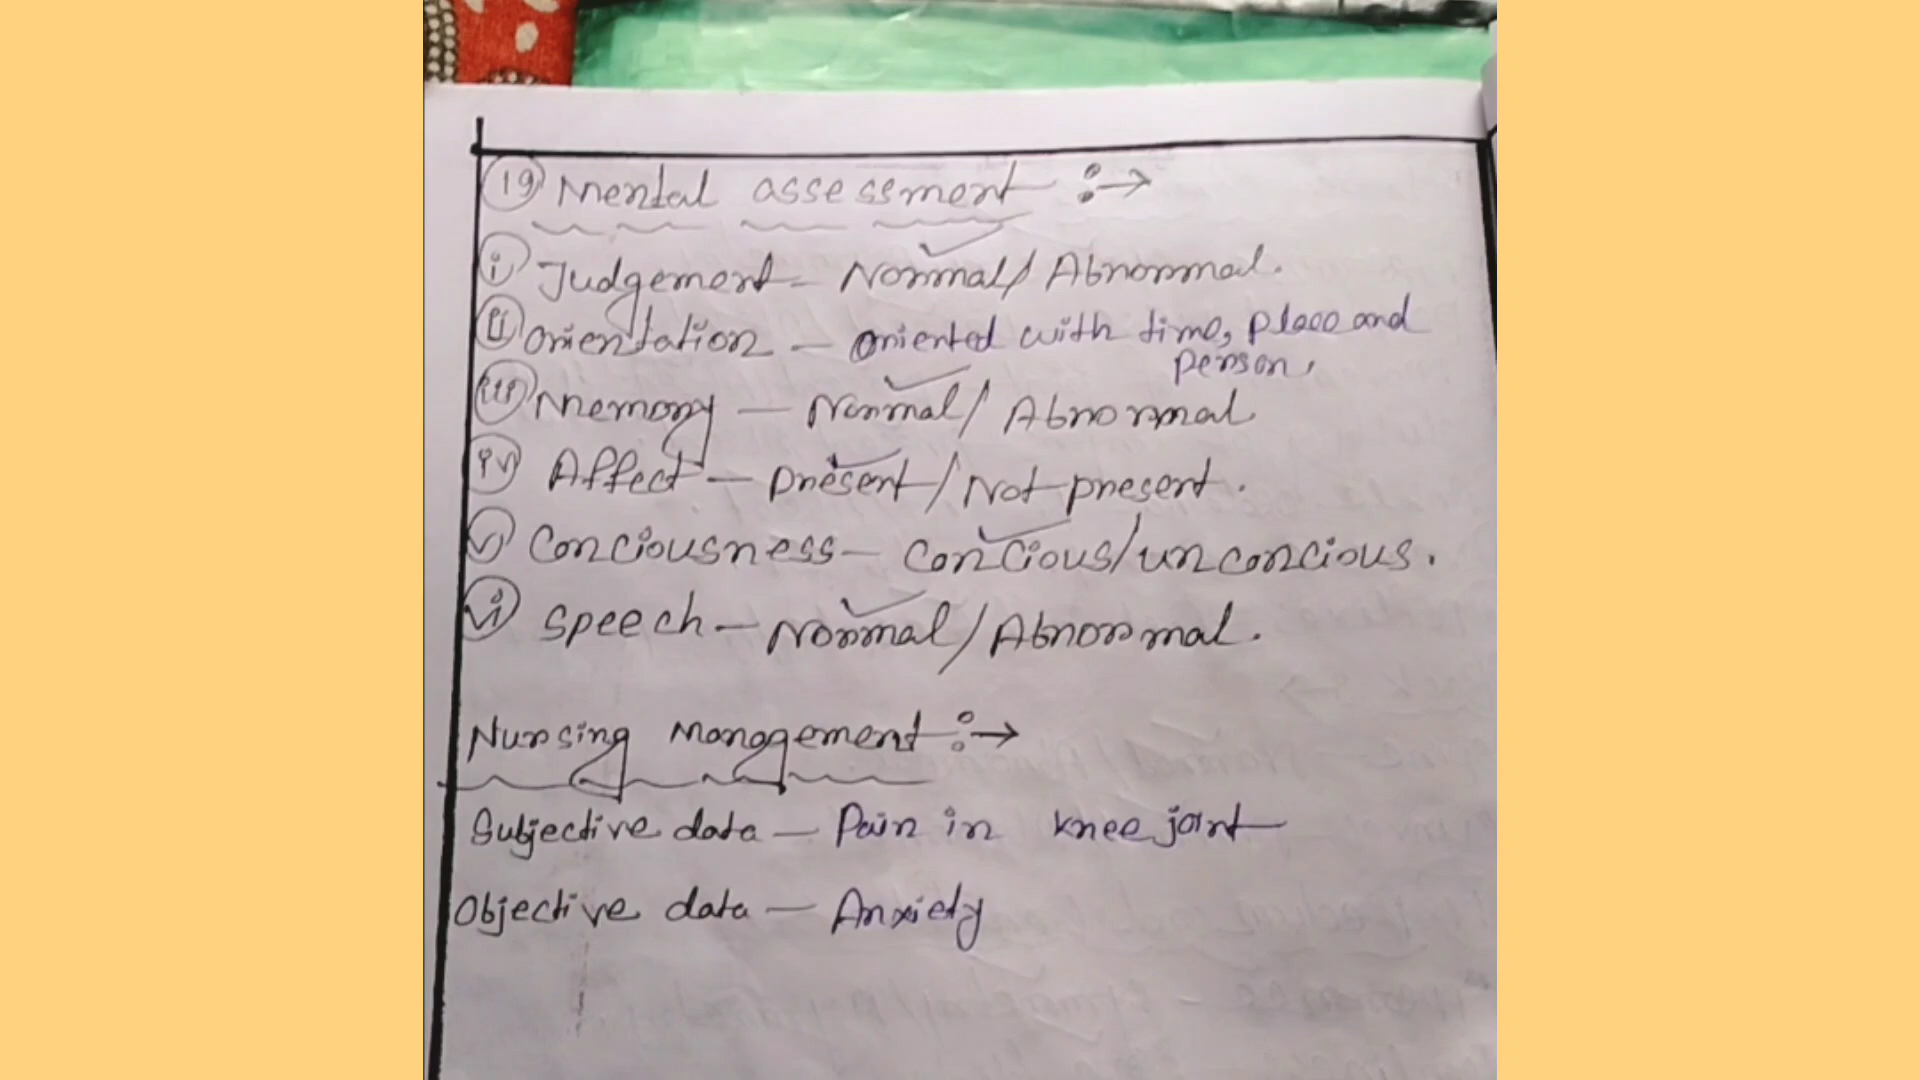 19 Mental assessment :→
i Judgement - Normal / Abnormal.
ii Orientation - Oriented with time, place and
person,
iii Memory - Normal / Abnormal
iv Affect - Present / Not present.
v Conciousness - Concious / unconcious.
vi Speech - Normal / Abnormal.
Nursing Management :→
Subjective data - Pain in knee joint
Objective data - Anxiety